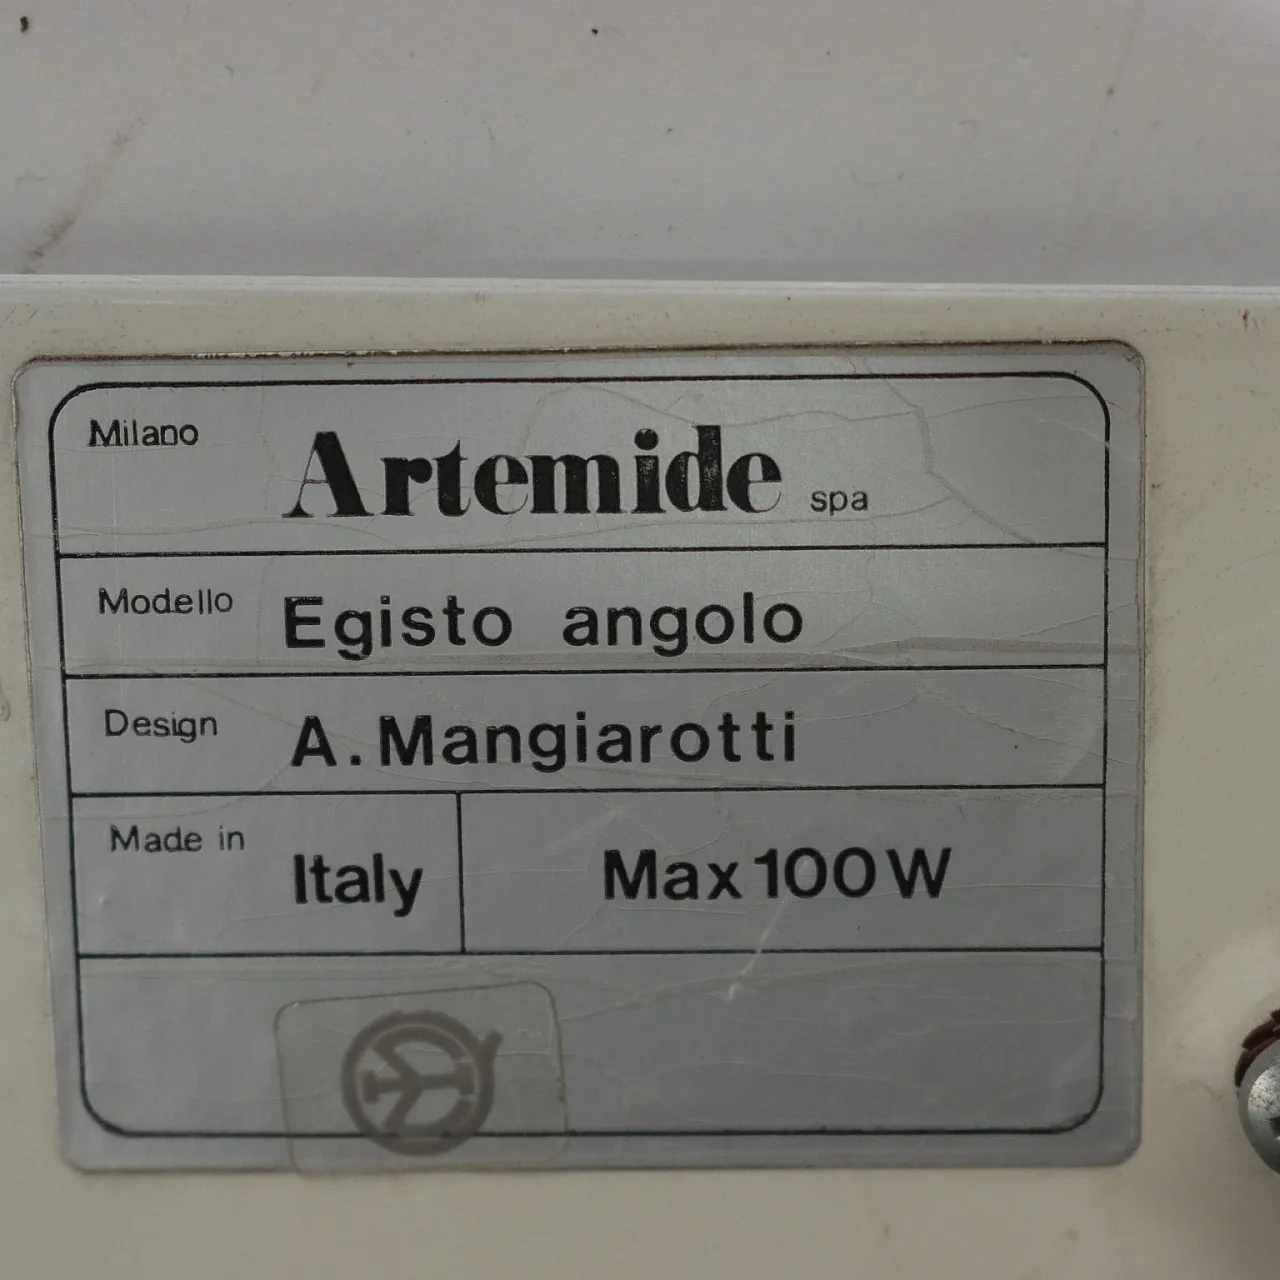 Milano Artemide spa
Modello Egisto angolo
Design A. Mangiarotti
Made in Italy Max 100 W